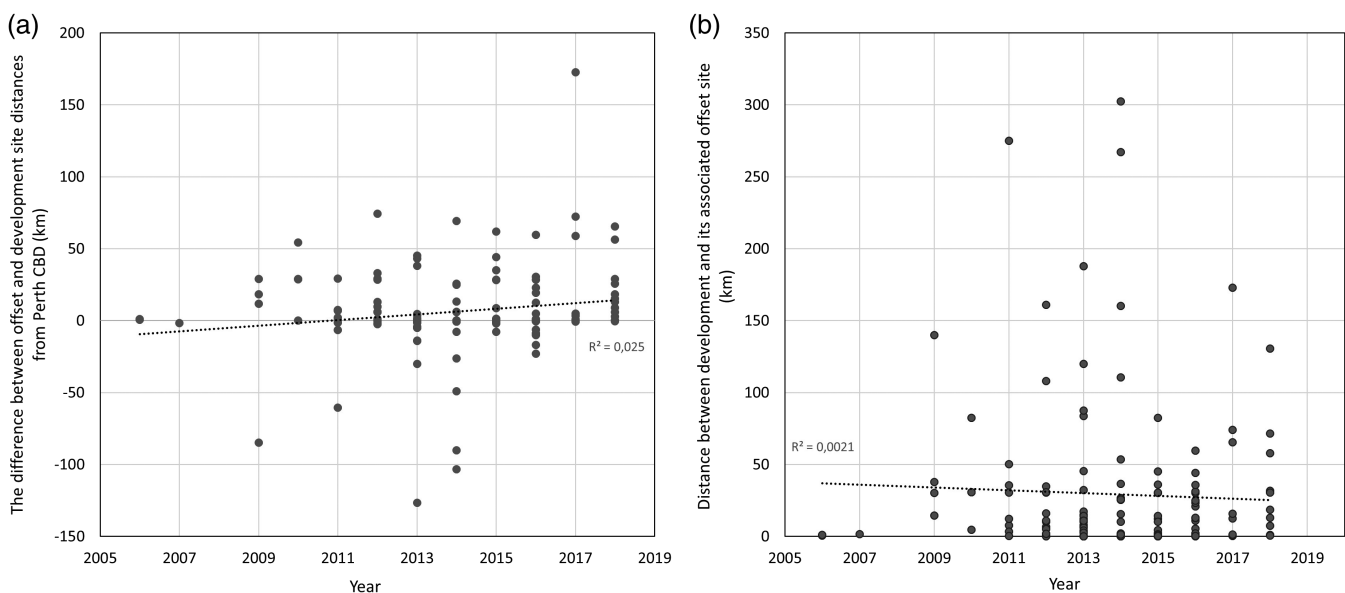 (a)
The difference between offset and development site distances
from Perth CBD (km)
200
150
100
50
0
-50
-100
-150
R² = 0,025
2005 2007 2009 2011 2013 2015 2017 2019
Year
(b)
Distance between development and its associated offset site
(km)
350
300
250
200
150
100
50
0
R² = 0,0021
2005 2007 2009 2011 2013 2015 2017 2019
Year